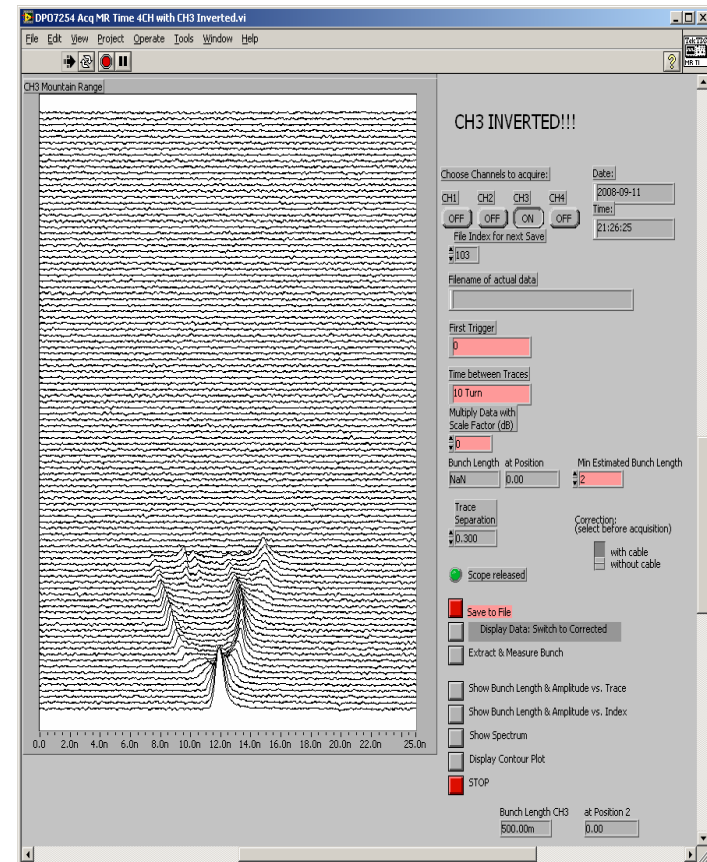 DPO7254 Acq MR Time 4CH with CH3 Inverted.vi
File Edit View Project Operate Tools Window Help
MR TI
CH3 Mountain Range
CH3 INVERTED!!!
Choose Channels to acquire:
CH1 CH2 CH3 CH4
OFF OFF ON OFF
Date:
2008-09-11
Time:
21:26:25
File Index for next Save
103
Filename of actual data
First Trigger
0
Time between Traces
10 Turn
Multiply Data with
Scale Factor (dB)
0
Bunch Length at Position Min Estimated Bunch Length
NaN 0.00 2
Trace
Separation
0.300
Correction:
(select before acquisition)
with cable
without cable
Scope released
Save to File
Display Data: Switch to Corrected
Extract & Measure Bunch
Show Bunch Length & Amplitude vs. Trace
Show Bunch Length & Amplitude vs. Index
Show Spectrum
Display Contour Plot
STOP
0.0 2.0n 4.0n 6.0n 8.0n 10.0n 12.0n 14.0n 16.0n 18.0n 20.0n 22.0n 25.0n
Bunch Length CH3 at Position 2
500.00m 0.00